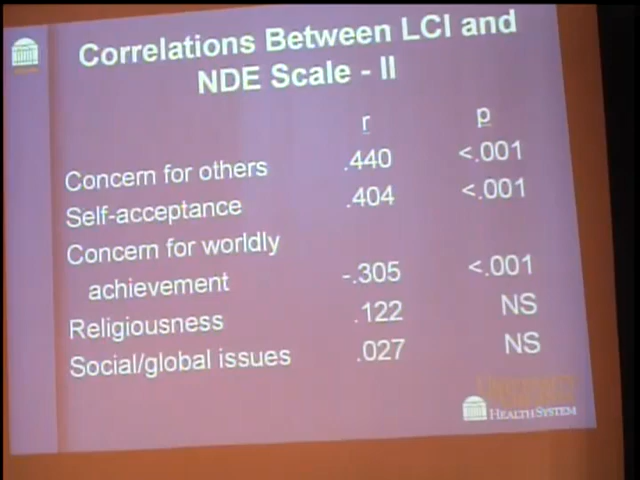 Correlations Between LCI and
NDE Scale - II
r p
Concern for others .440 <.001
Self-acceptance .404 <.001
Concern for worldly
achievement -.305 <.001
Religiousness .122 NS
Social/global issues .027 NS
University
HEALTH SYSTEM